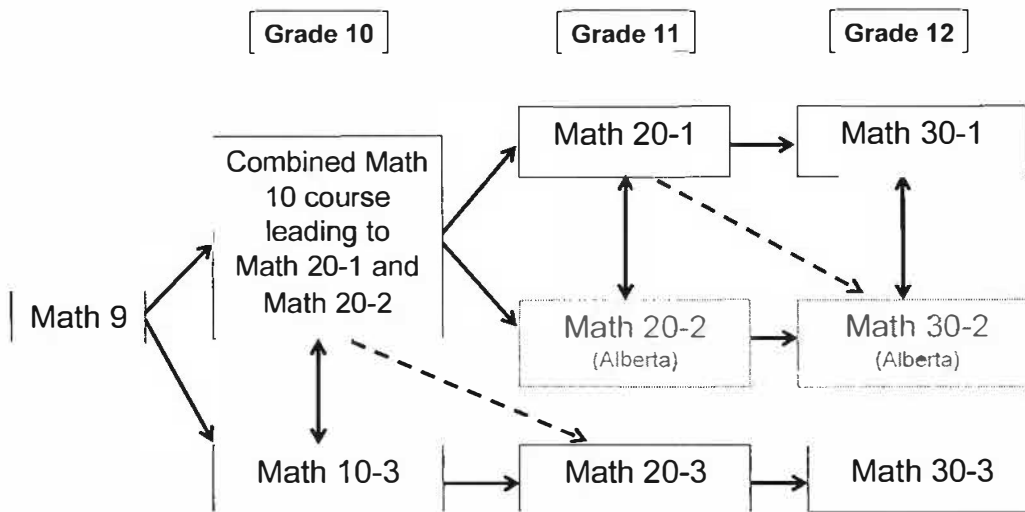 Grade 10
Grade 11
Grade 12
Math 9
Combined Math
10 course
leading to
Math 20-1 and
Math 20-2
Math 10-3
Math 20-1
Math 20-2
(Alberta)
Math 20-3
Math 30-1
Math 30-2
(Alberta)
Math 30-3